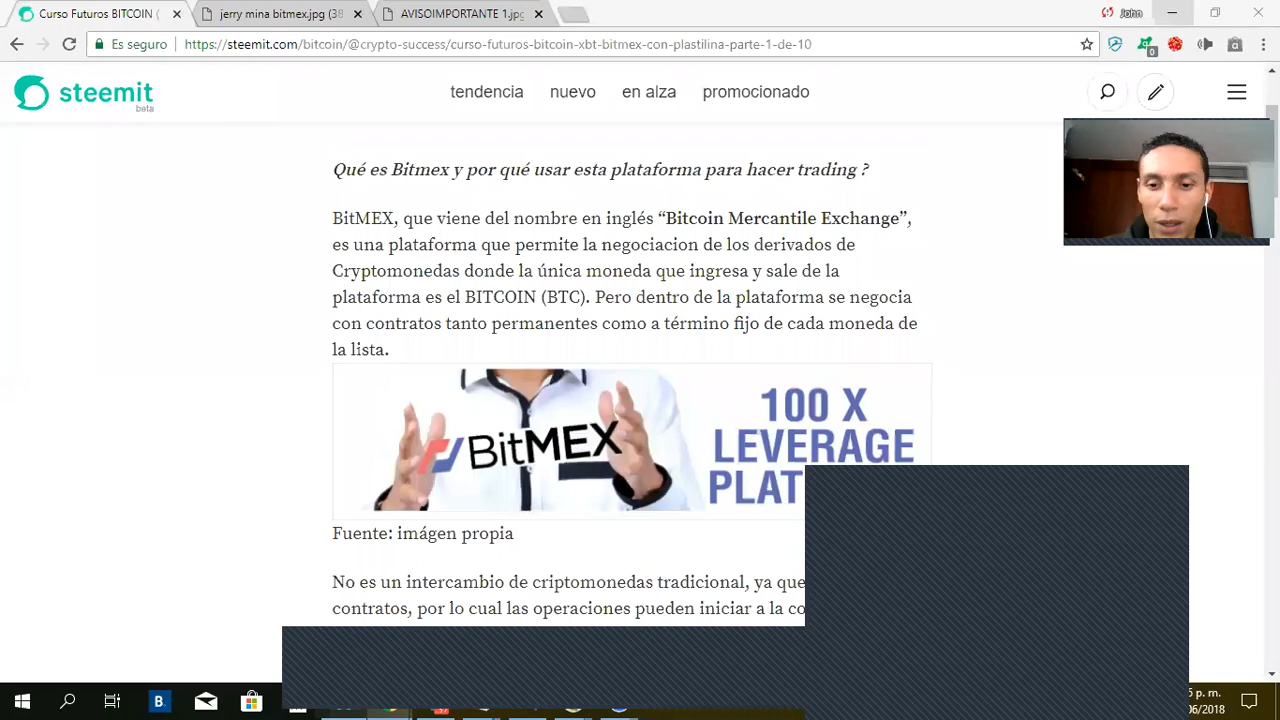 Curso Futuros BITCOIN (
jerry mina bitmex.jpg (38
AVISOIMPORTANTE 1.jpg
John
Es seguro
https://steemit.com/bitcoin/@crypto-success/curso-futuros-bitcoin-xbt-bitmex-con-plastilina-parte-1-de-10
0
steemit
beta
tendencia nuevo en alza promocionado
Qué es Bitmex y por qué usar esta plataforma para hacer trading ?
BitMEX, que viene del nombre en inglés “Bitcoin Mercantile Exchange”,
es una plataforma que permite la negociacion de los derivados de
Cryptomonedas donde la única moneda que ingresa y sale de la
plataforma es el BITCOIN (BTC). Pero dentro de la plataforma se negocia
con contratos tanto permanentes como a término fijo de cada moneda de
la lista.
BitMEX
100 X
LEVERAGE
PLAT
Fuente: imágen propia
No es un intercambio de criptomonedas tradicional, ya que
contratos, por lo cual las operaciones pueden iniciar a la co
B.
37
5 p. m.
06/2018